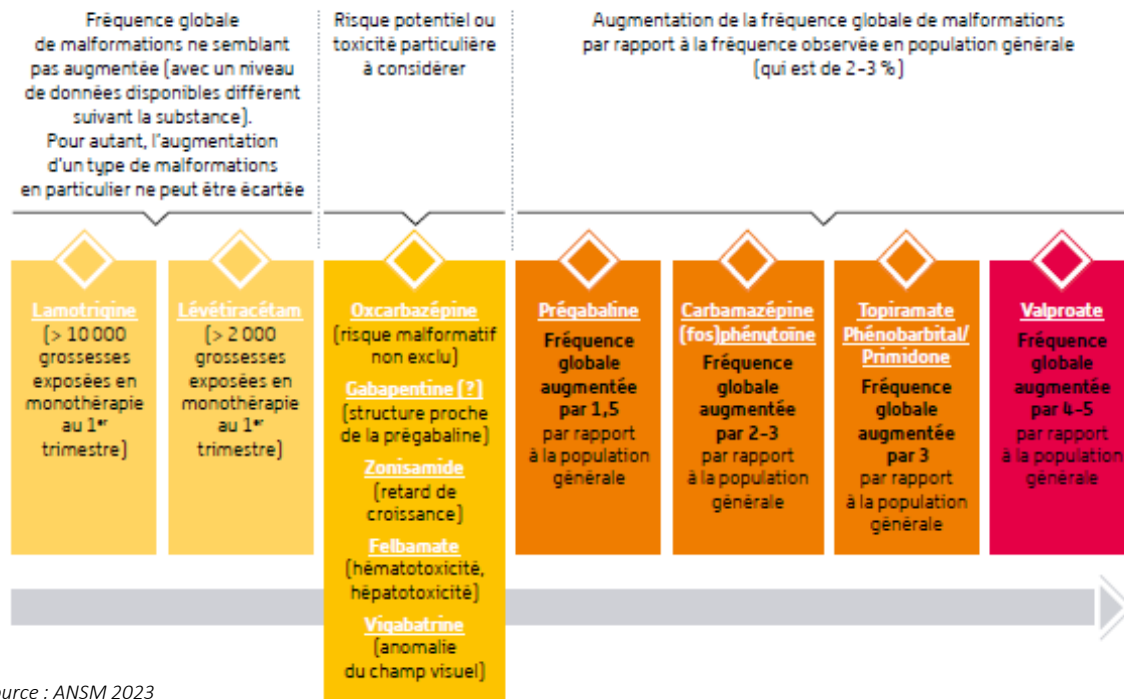 Fréquence globale
de malformations ne semblant
pas augmentée (avec un niveau
de données disponibles différent
suivant la substance).
Pour autant, l'augmentation
d'un type de malformations
en particulier ne peut être écartée
Risque potentiel ou
toxicité particulière
à considérer
Augmentation de la fréquence globale de malformations
par rapport à la fréquence observée en population générale
(qui est de 2-3 %)
Lamotrigine
(> 10 000
grossesses
exposées en
monothérapie
au 1er
trimestre)
Lévétiracétam
(> 2 000
grossesses
exposées en
monothérapie
au 1er
trimestre)
Oxcarbazépine
(risque malformatif
non exclu)
Gabapentine (?)
(structure proche
de la prégabaline)
Zonisamide
(retard de
croissance)
Felbamate
(hématotoxicité,
hépatotoxicité)
Vigabatrine
(anomalie
du champ visuel)
Prégabaline
Fréquence
globale
augmentée
par 1,5
par rapport
à la population
générale
Carbamazépine
(fos)phénytoïne
Fréquence
globale
augmentée
par 2-3
par rapport
à la population
générale
Topiramate
Phénobarbital/
Primidone
Fréquence
globale
augmentée
par 3
par rapport
à la population
générale
Valproate
Fréquence
globale
augmentée
par 4-5
par rapport
à la population
générale
ource : ANSM 2023